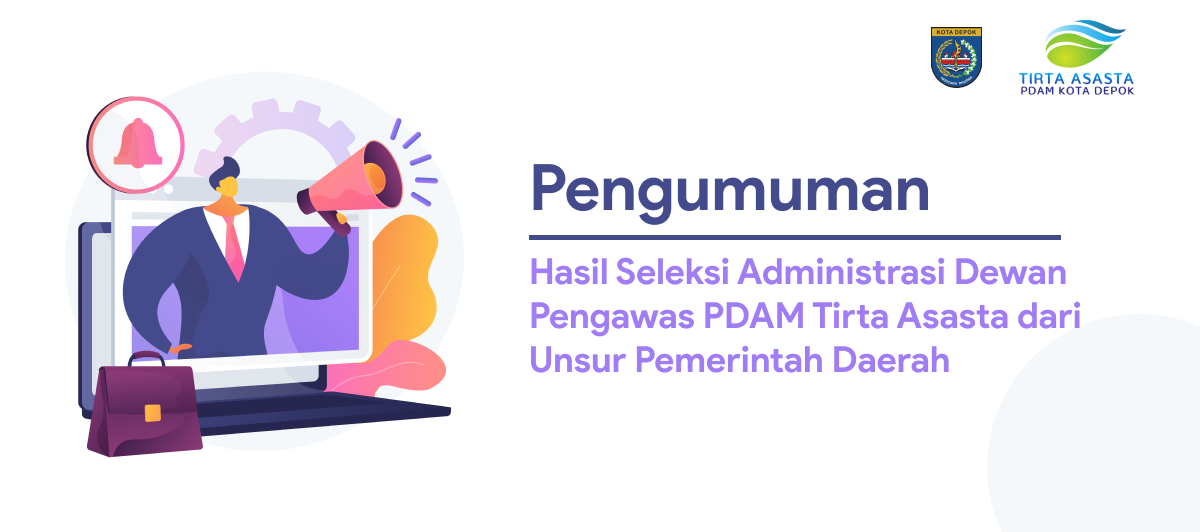 KOTA DEPOK
TIRTA ASASTA
PDAM KOTA DEPOK
Pengumuman
Hasil Seleksi Administrasi Dewan
Pengawas PDAM Tirta Asasta dari
Unsur Pemerintah Daerah